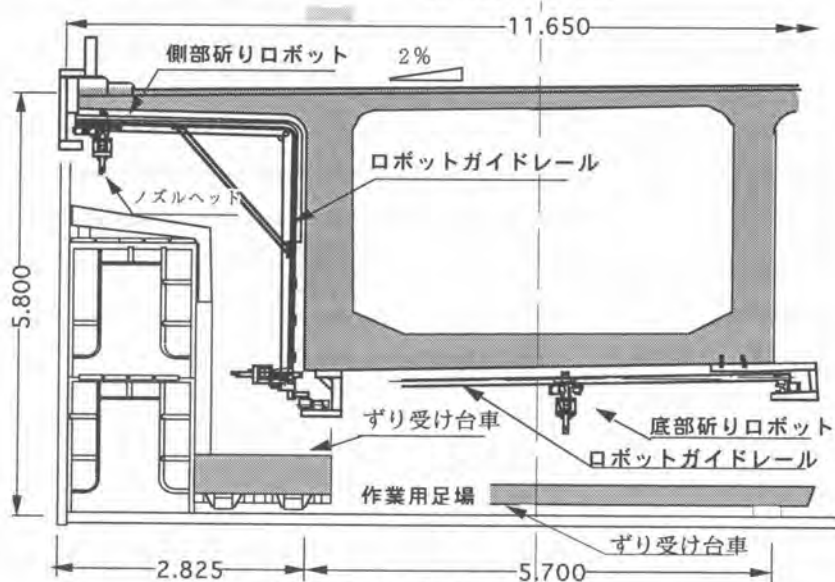 11.650
側部斫りロボット
2%
ロボットガイドレール
ノズルヘッド
5.800
ずり受け台車
底部斫りロボット
ロボットガイドレール
作業用足場
ずり受け台車
2.825
5.700